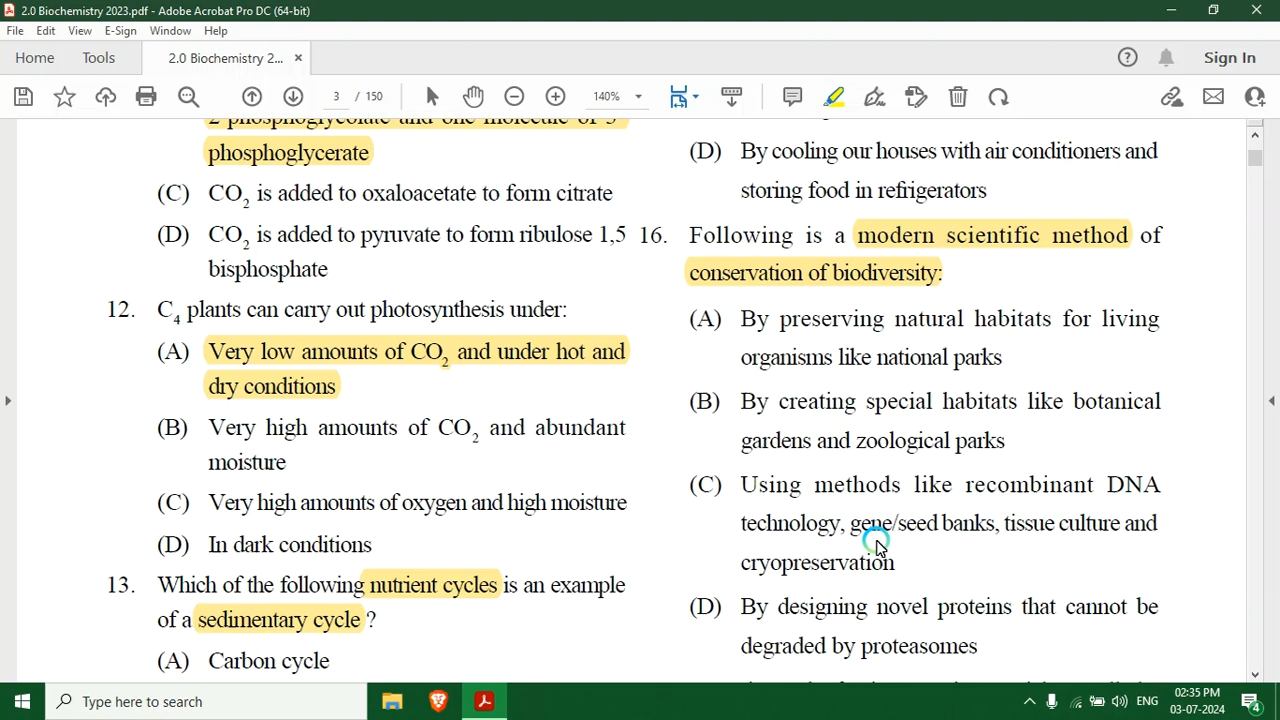 2.0 Biochemistry 2023.pdf - Adobe Acrobat Pro DC (64-bit)
File Edit View E-Sign Window Help
Home Tools 2.0 Biochemistry 2... × Sign In
3 / 150 140%
2-phosphoglycolate and one molecule of 3-
phosphoglycerate
(C) CO2 is added to oxaloacetate to form citrate
(D) CO2 is added to pyruvate to form ribulose 1,5
bisphosphate
12. C4 plants can carry out photosynthesis under:
(A) Very low amounts of CO2 and under hot and
dry conditions
(B) Very high amounts of CO2 and abundant
moisture
(C) Very high amounts of oxygen and high moisture
(D) In dark conditions
13. Which of the following nutrient cycles is an example
of a sedimentary cycle ?
(A) Carbon cycle
(D) By cooling our houses with air conditioners and
storing food in refrigerators
16. Following is a modern scientific method of
conservation of biodiversity:
(A) By preserving natural habitats for living
organisms like national parks
(B) By creating special habitats like botanical
gardens and zoological parks
(C) Using methods like recombinant DNA
technology, gene/seed banks, tissue culture and
cryopreservation
(D) By designing novel proteins that cannot be
degraded by proteasomes
Type here to search
ENG
02:35 PM
03-07-2024
4